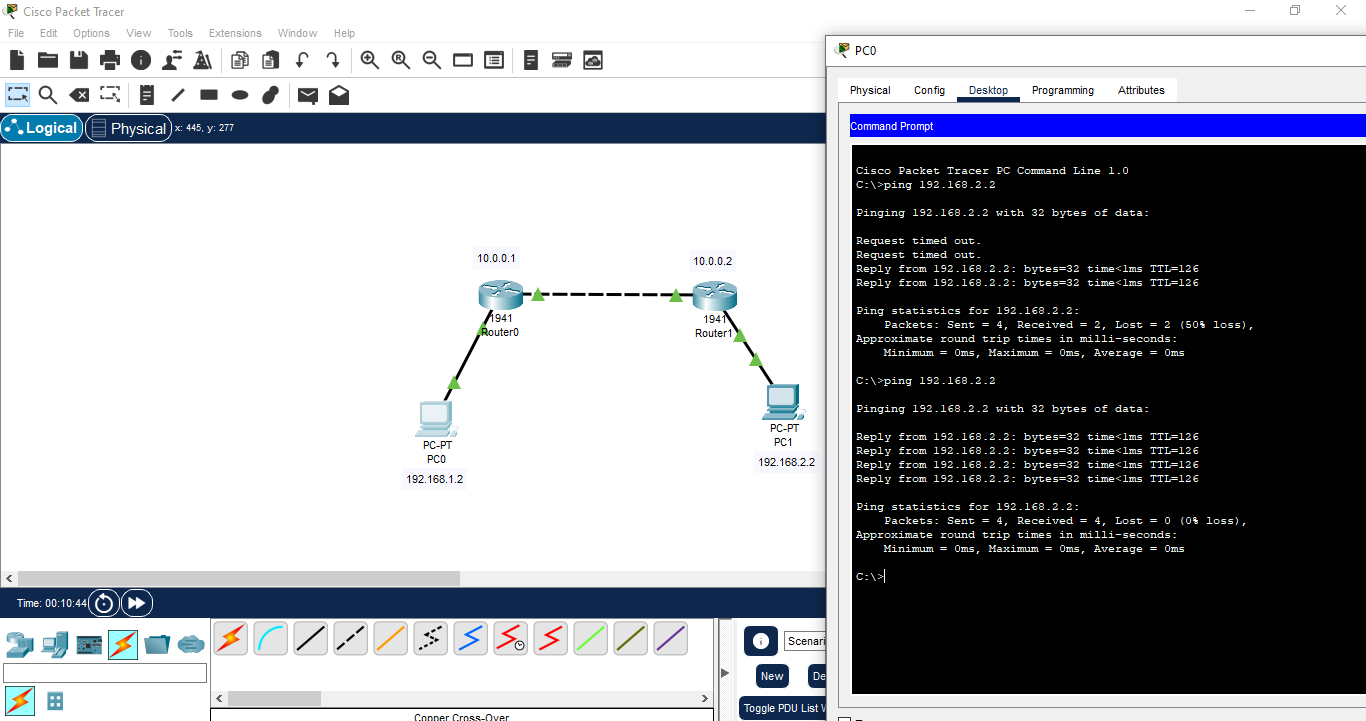 Cisco Packet Tracer
File Edit Options View Tools Extensions Window Help
Logical
Physical
x: 445, y: 277
10.0.0.1
10.0.0.2
1941
Router0
1941
Router1
PC-PT
PC0
192.168.1.2
PC-PT
PC1
192.168.2.2
Time: 00:10:44
Copper Cross-Over
Scenari
New
De
Toggle PDU List W
PC0
Physical Config Desktop Programming Attributes
Command Prompt
Cisco Packet Tracer PC Command Line 1.0
C:\>ping 192.168.2.2
Pinging 192.168.2.2 with 32 bytes of data:
Request timed out.
Request timed out.
Reply from 192.168.2.2: bytes=32 time<1ms TTL=126
Reply from 192.168.2.2: bytes=32 time<1ms TTL=126
Ping statistics for 192.168.2.2:
Packets: Sent = 4, Received = 2, Lost = 2 (50% loss),
Approximate round trip times in milli-seconds:
Minimum = 0ms, Maximum = 0ms, Average = 0ms
C:\>ping 192.168.2.2
Pinging 192.168.2.2 with 32 bytes of data:
Reply from 192.168.2.2: bytes=32 time<1ms TTL=126
Reply from 192.168.2.2: bytes=32 time<1ms TTL=126
Reply from 192.168.2.2: bytes=32 time<1ms TTL=126
Reply from 192.168.2.2: bytes=32 time<1ms TTL=126
Ping statistics for 192.168.2.2:
Packets: Sent = 4, Received = 4, Lost = 0 (0% loss),
Approximate round trip times in milli-seconds:
Minimum = 0ms, Maximum = 0ms, Average = 0ms
C:\>